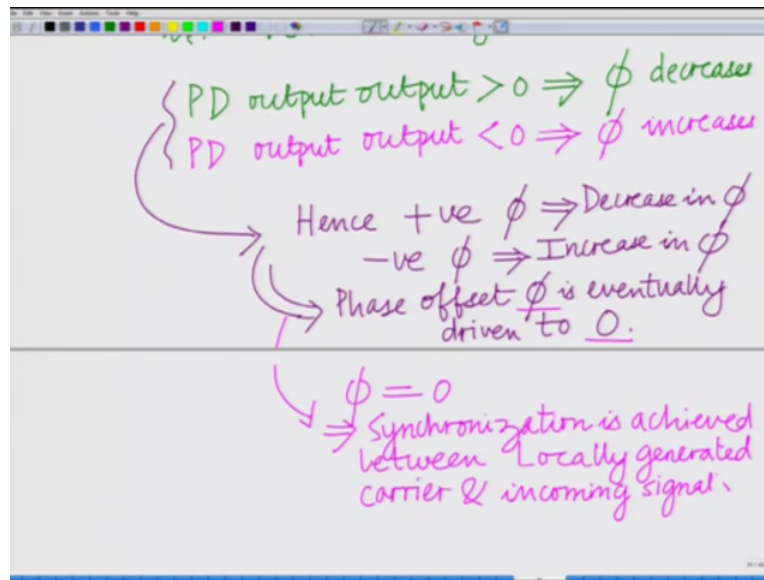 PD output output > 0 ⇒ ϕ decreases
PD output output < 0 ⇒ ϕ increases
Hence +ve ϕ ⇒ Decrease in ϕ
-ve ϕ ⇒ Increase in ϕ
Phase offset ϕ is eventually
driven to 0.
ϕ = 0
⇒ Synchronization is achieved
between Locally generated
carrier & incoming signal.